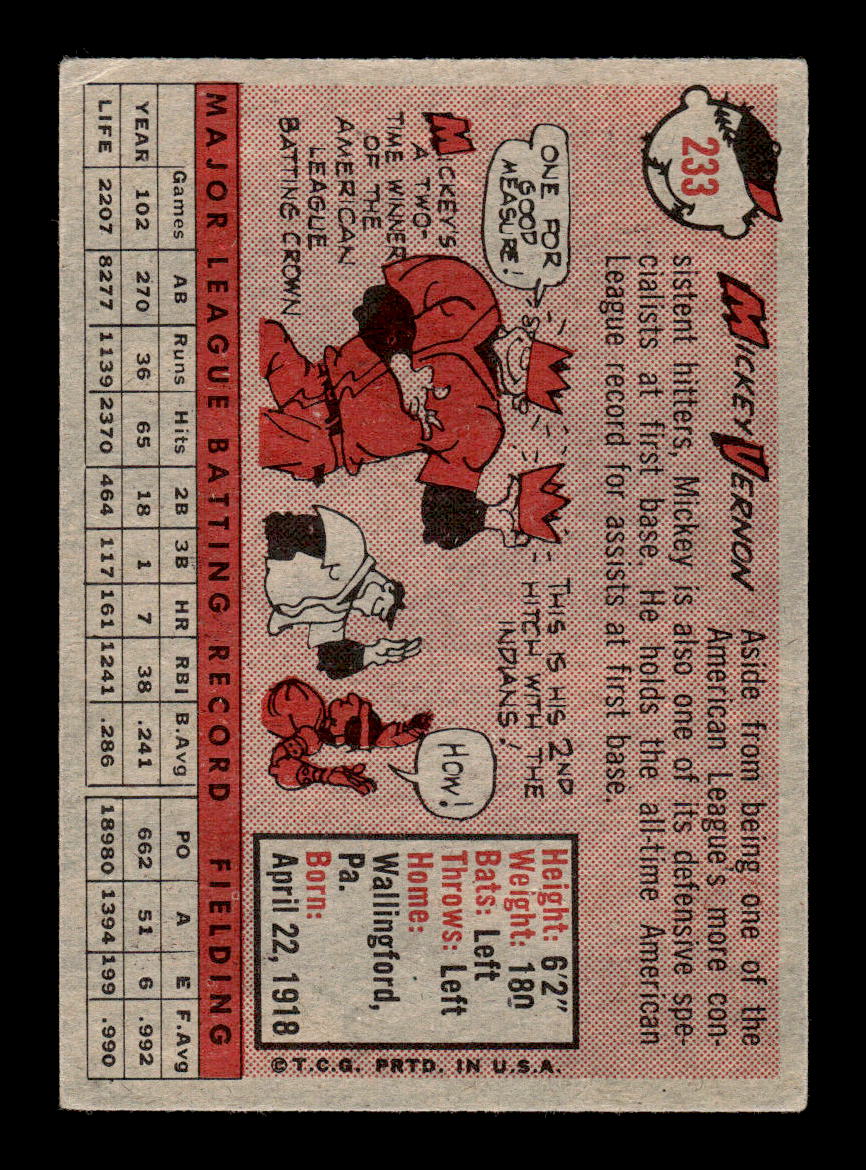 233
MICKEY VERNON
Aside from being one of the
American League's more con-
sistent hitters, Mickey is also one of its defensive spe-
cialists at first base. He holds the all-time American
League record for assists at first base.
ONE FOR
GOOD
MEASURE!
MICKEY'S
A TWO-
TIME WINNER
OF THE
AMERICAN
LEAGUE
BATTING CROWN
THIS IS HIS 2ND
HITCH WITH THE
INDIANS!
HOW!
Height: 6'2"
Weight: 180
Bats: Left
Throws: Left
Home:
Wallingford,
Pa.
Born:
April 22, 1918
©T.C.G. PRTD. IN U.S.A.
MAJOR LEAGUE BATTING RECORD FIELDING
Games AB Runs Hits 2B 3B HR RBI B.Avg PO A E F.Avg
YEAR 102 270 36 65 18 1 7 38 .241 662 51 6 .992
LIFE 2207 8277 1139 2370 464 117 161 1241 .286 18980 1394 199 .990